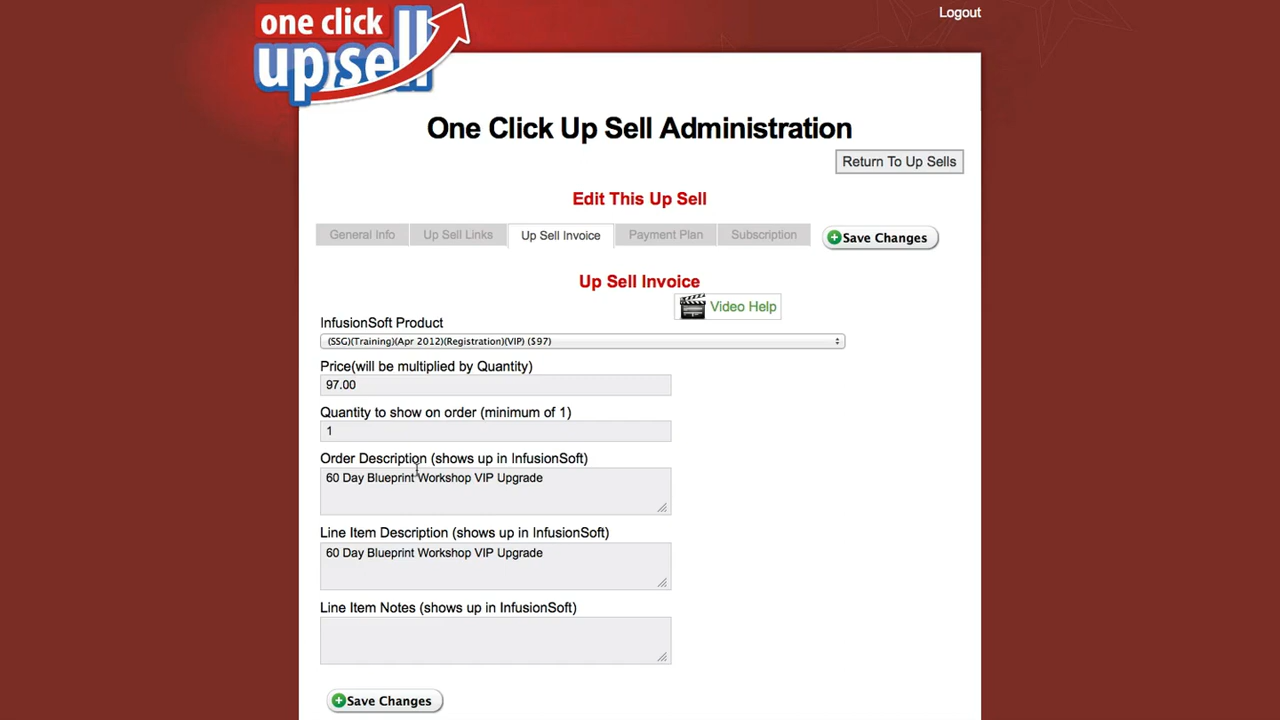 one click
up sell
Logout
One Click Up Sell Administration
Return To Up Sells
Edit This Up Sell
General Info
Up Sell Links
Up Sell Invoice
Payment Plan
Subscription
Save Changes
Up Sell Invoice
Video Help
InfusionSoft Product
(SSG)(Training)(Apr 2012)(Registration)(VIP) ($97)
Price(will be multiplied by Quantity)
97.00
Quantity to show on order (minimum of 1)
1
Order Description (shows up in InfusionSoft)
60 Day Blueprint Workshop VIP Upgrade
Line Item Description (shows up in InfusionSoft)
60 Day Blueprint Workshop VIP Upgrade
Line Item Notes (shows up in InfusionSoft)
Save Changes